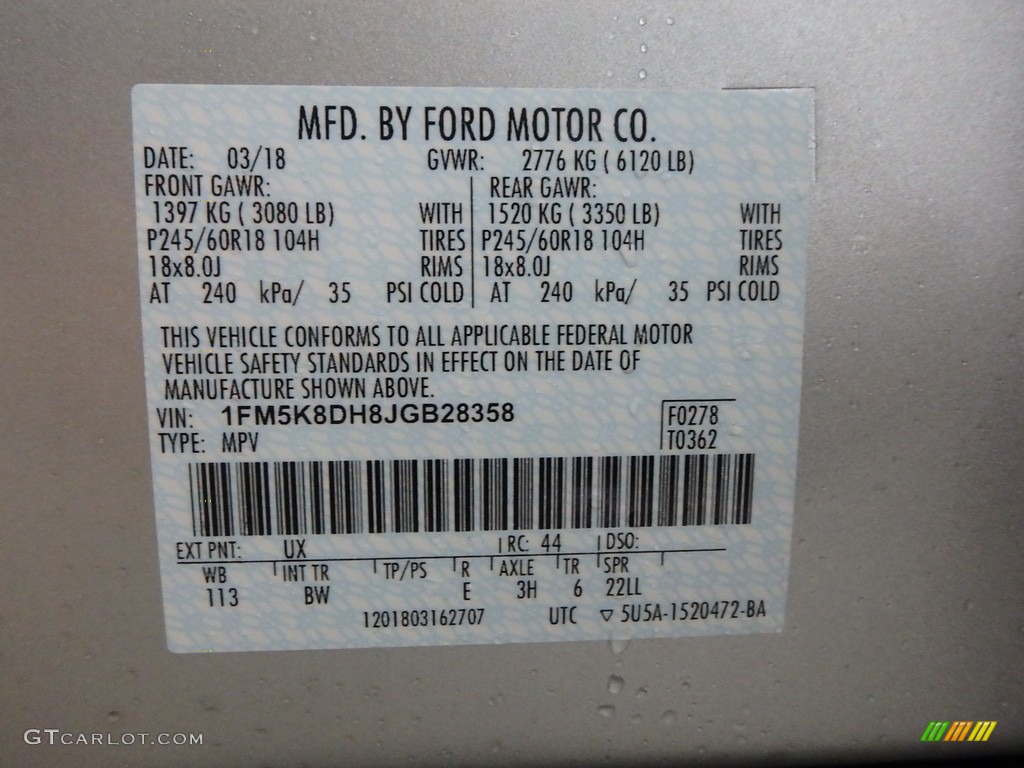 MFD. BY FORD MOTOR CO.
DATE: 03/18 GVWR: 2776 KG ( 6120 LB)
FRONT GAWR: REAR GAWR:
1397 KG ( 3080 LB) WITH 1520 KG ( 3350 LB) WITH
P245/60R18 104H TIRES P245/60R18 104H TIRES
18x8.0J RIMS 18x8.0J RIMS
AT 240 kPa/ 35 PSI COLD AT 240 kPa/ 35 PSI COLD
THIS VEHICLE CONFORMS TO ALL APPLICABLE FEDERAL MOTOR
VEHICLE SAFETY STANDARDS IN EFFECT ON THE DATE OF
MANUFACTURE SHOWN ABOVE.
VIN: 1FM5K8DH8JGB28358 F0278
TYPE: MPV T0362
EXT PNT: UX RC: 44 DSO:
WB INT TR TP/PS R AXLE TR SPR
113 BW E 3H 6 22LL
1201803162707 UTC ▽ 5U5A-1520472-BA
GTCARLOT.COM